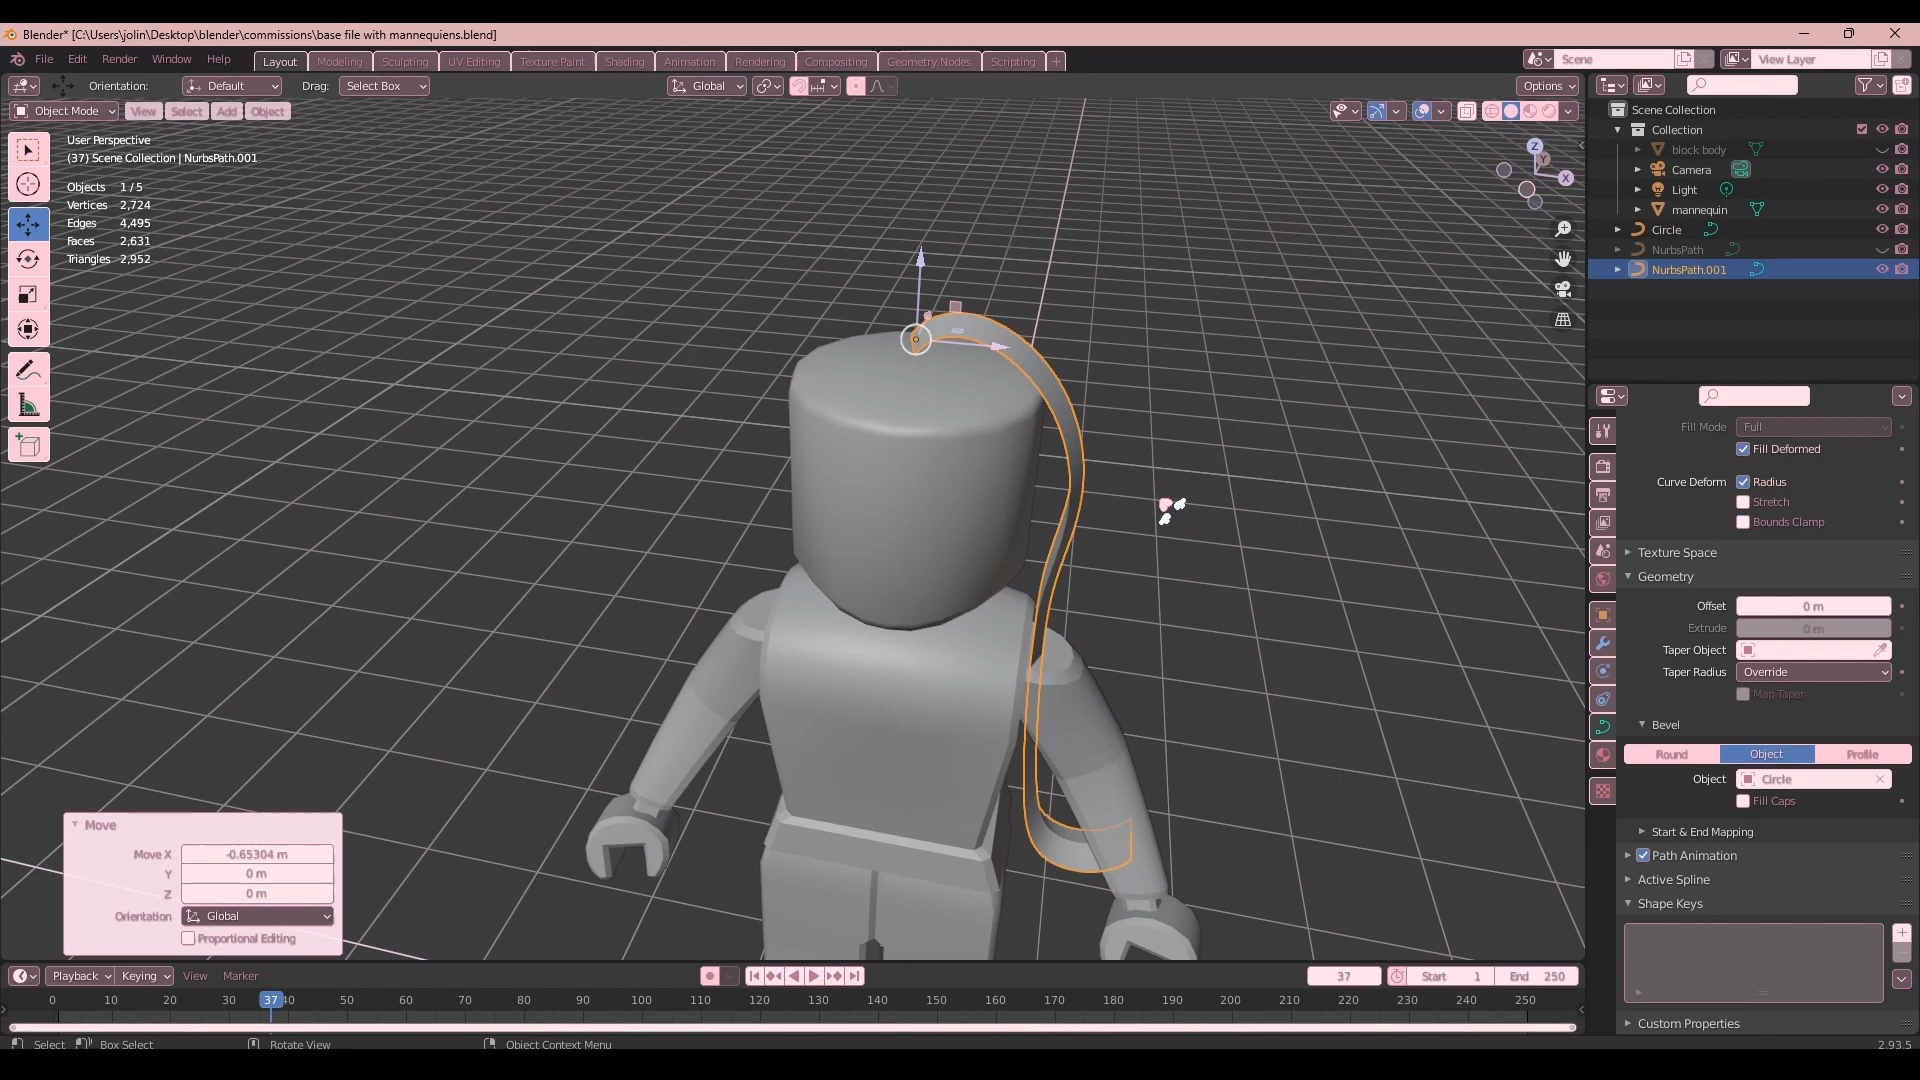 Blender* [C:\Users\jolin\Desktop\blender\commissions\base file with mannequiens.blend]
File Edit Render Window Help Layout Modeling Sculpting UV Editing Texture Paint Shading Animation Rendering Compositing Geometry Nodes Scripting + Scene View Layer
Orientation: Default Drag: Select Box Global Options
Object Mode View Select Add Object
User Perspective
(37) Scene Collection | NurbsPath.001
Objects 1 / 5
Vertices 2,724
Edges 4,495
Faces 2,631
Triangles 2,952
Z
Y
X
Scene Collection
Collection
block body
Camera
Light
mannequin
Circle
NurbsPath
NurbsPath.001
Fill Mode Full
Fill Deformed
Curve Deform Radius
Stretch
Bounds Clamp
Texture Space
Geometry
Offset 0 m
Extrude 0 m
Taper Object
Taper Radius Override
Map Taper
Bevel
Round Object Profile
Object Circle
Fill Caps
Start & End Mapping
Path Animation
Active Spline
Shape Keys
Custom Properties
Move
Move X -0.65304 m
Y 0 m
Z 0 m
Orientation Global
Proportional Editing
Playback Keying View Marker 37 Start 1 End 250
0 10 20 30 37 40 50 60 70 80 90 100 110 120 130 140 150 160 170 180 190 200 210 220 230 240 250
Select Box Select Rotate View Object Context Menu 2.93.5